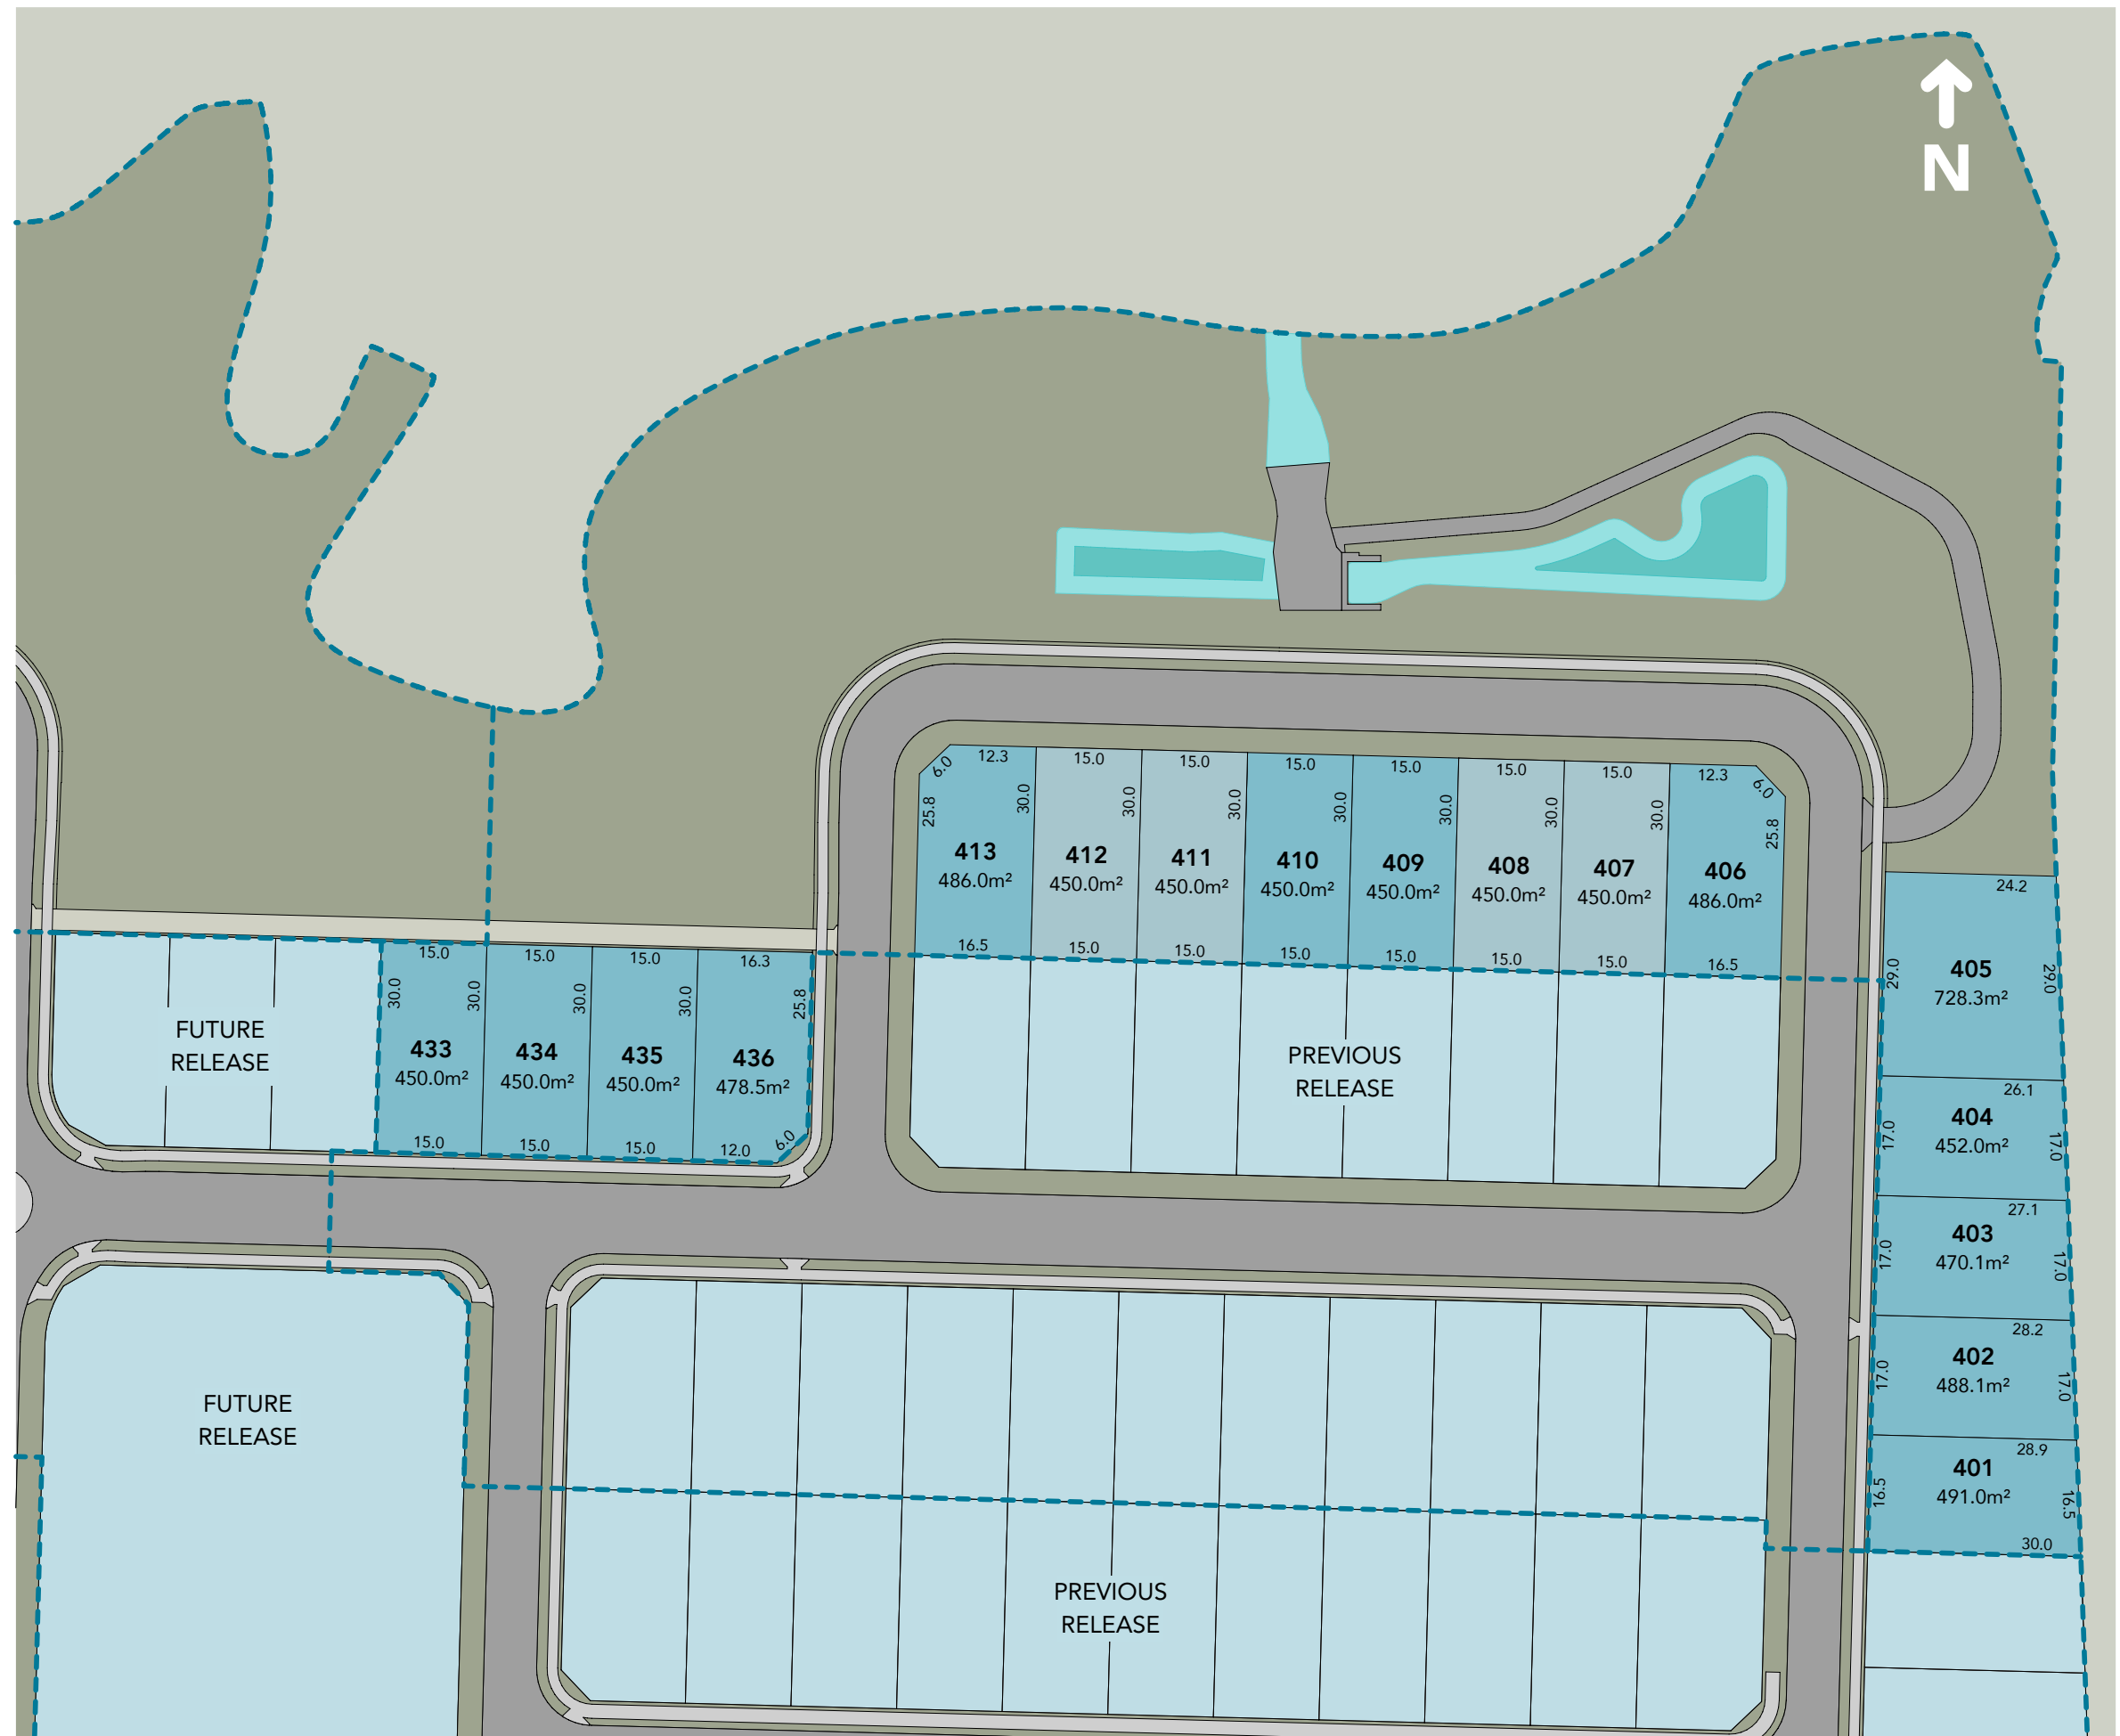 N
12.3
15.0
15.0
15.0
15.0
15.0
15.0
12.3
6.0
6.0
25.8
30.0
30.0
30.0
30.0
30.0
30.0
30.0
25.8
413
486.0m²
412
450.0m²
411
450.0m²
410
450.0m²
409
450.0m²
408
450.0m²
407
450.0m²
406
486.0m²
16.5
15.0
15.0
15.0
15.0
15.0
15.0
16.5
24.2
29.0
405
728.3m²
29.0
26.1
17.0
404
452.0m²
17.0
27.1
17.0
403
470.1m²
17.0
28.2
17.0
402
488.1m²
17.0
28.9
16.5
401
491.0m²
16.5
30.0
15.0
15.0
15.0
16.3
30.0
30.0
30.0
30.0
25.8
433
450.0m²
434
450.0m²
435
450.0m²
436
478.5m²
15.0
15.0
15.0
12.0
6.0
FUTURE
RELEASE
PREVIOUS
RELEASE
FUTURE
RELEASE
PREVIOUS
RELEASE